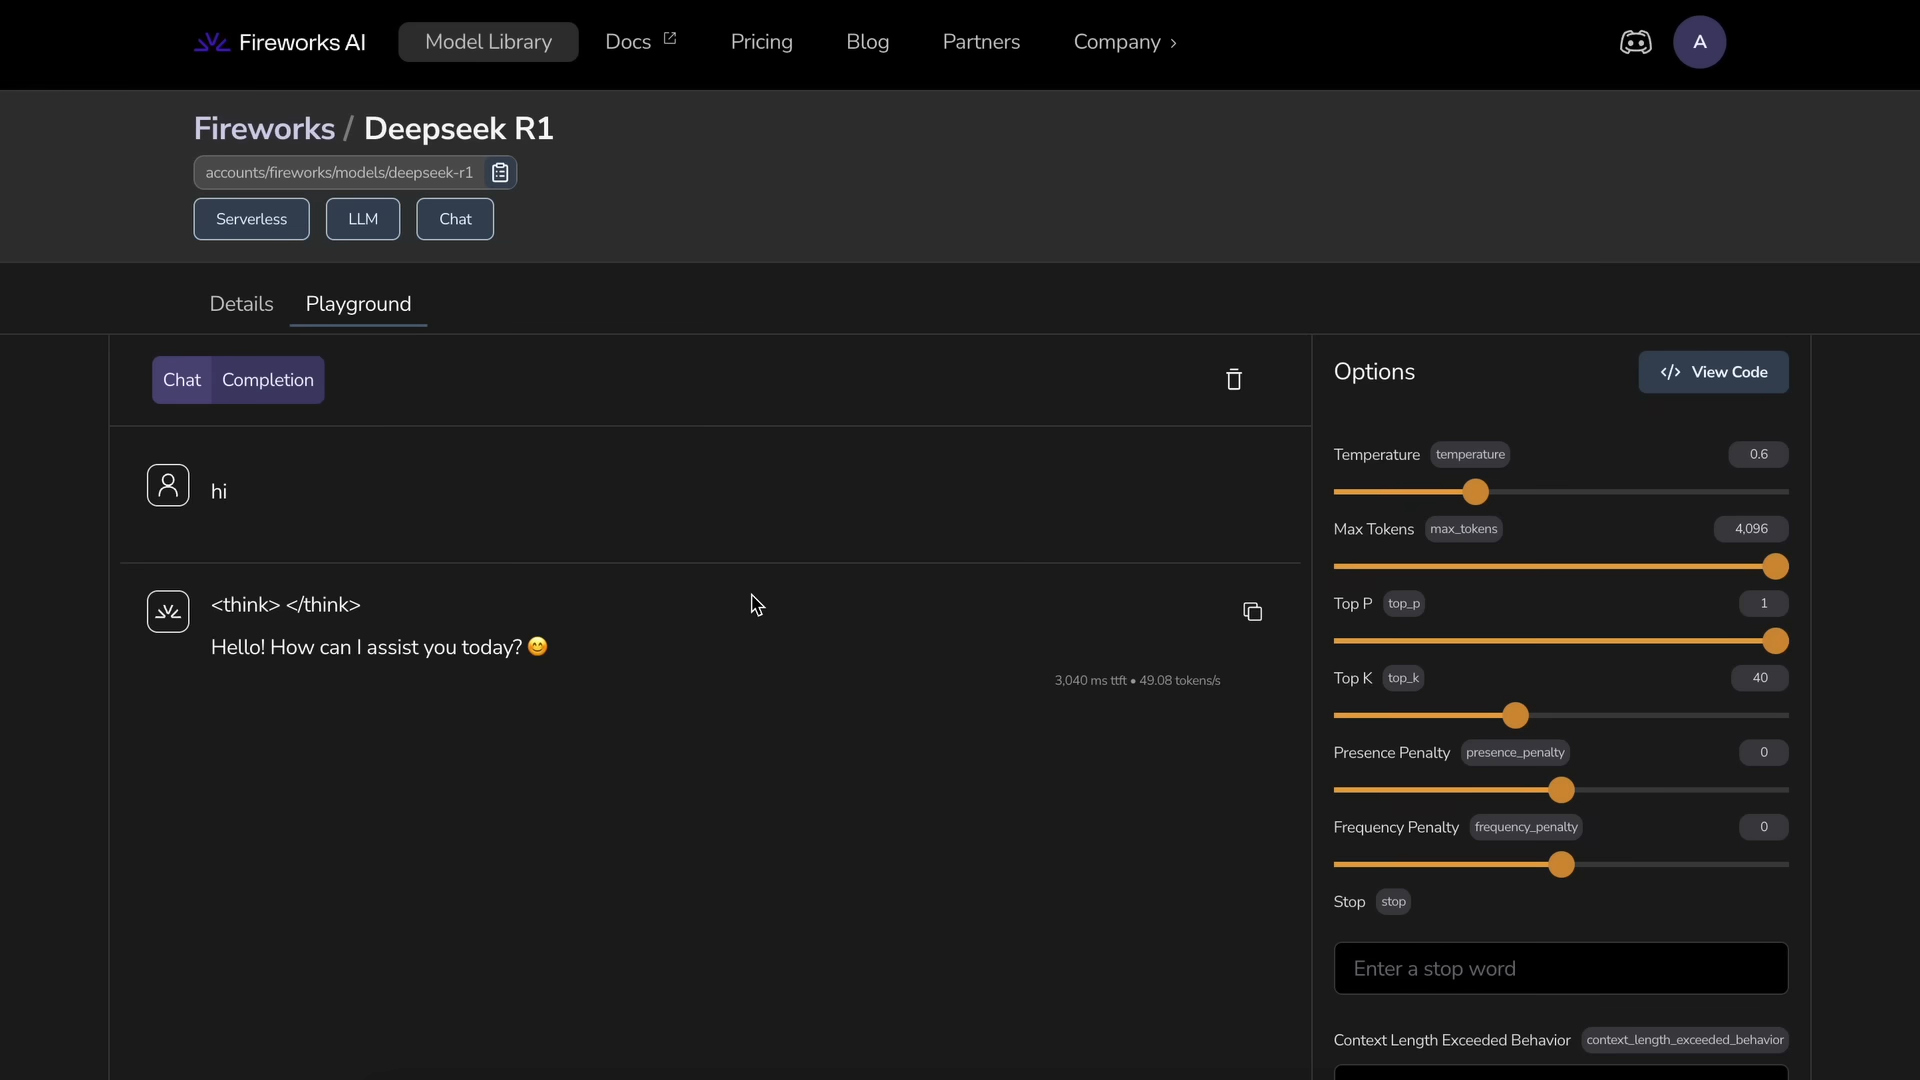 Fireworks AI
Model Library
Docs
Pricing
Blog
Partners
Company
A
Fireworks / Deepseek R1
accounts/fireworks/models/deepseek-r1
Serverless
LLM
Chat
Details
Playground
Chat
Completion
hi
<think> </think>
Hello! How can I assist you today? 😊
3,040 ms ttft • 49.08 tokens/s
Options
</> View Code
Temperature temperature 0.6
Max Tokens max_tokens 4,096
Top P top_p 1
Top K top_k 40
Presence Penalty presence_penalty 0
Frequency Penalty frequency_penalty 0
Stop stop
Enter a stop word
Context Length Exceeded Behavior context_length_exceeded_behavior